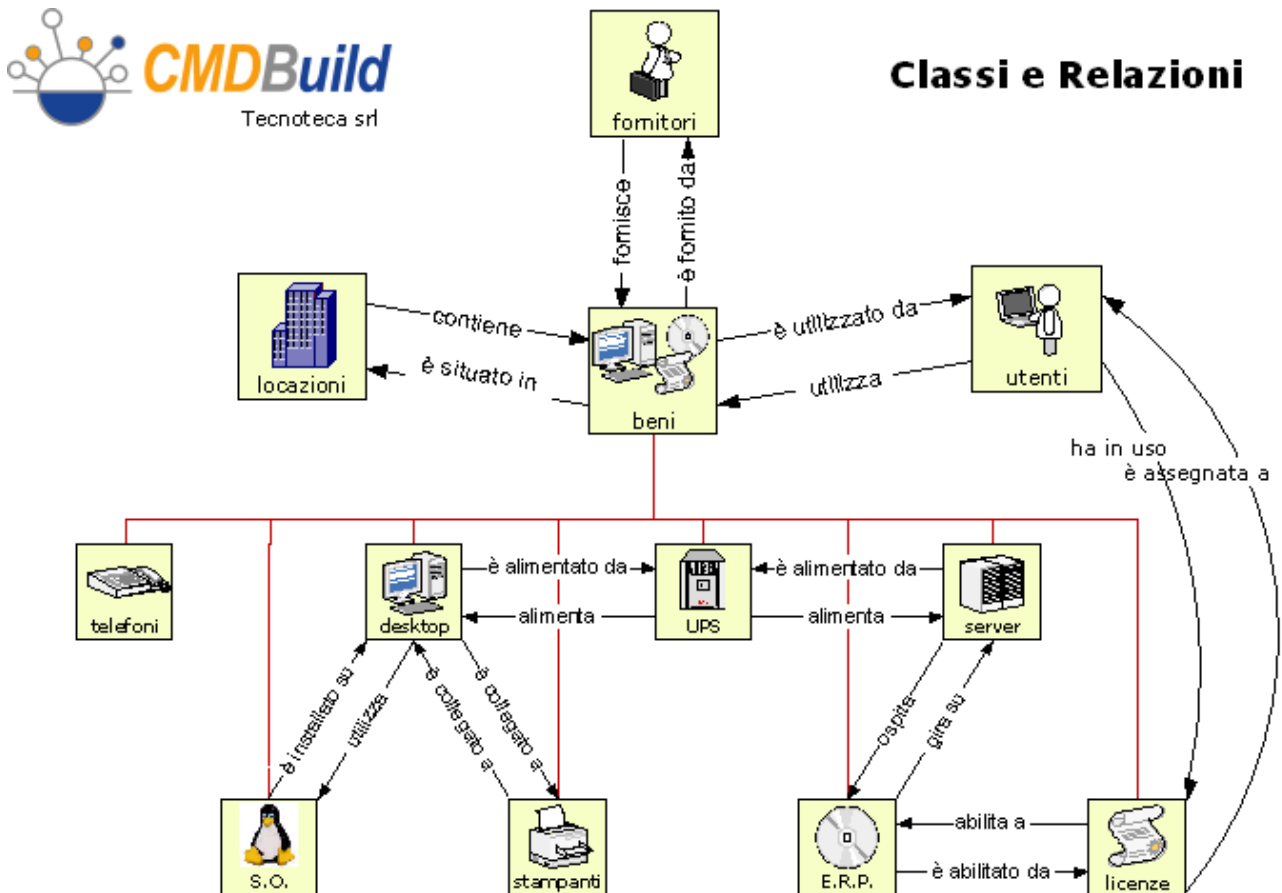 CMDBuild
Tecnoteca srl
Classi e Relazioni
fornitori
fornisce
è fornito da
locazioni
contiene
è situato in
beni
è utilizzato da
utilizza
utenti
ha in uso
è assegnata a
telefoni
desktop
è alimentato da
alimenta
UPS
è alimentato da
alimenta
server
è installato su
utilizza
è collegato a
è collegato a
ospita
gira su
S.O.
stampanti
E.R.P.
abilita a
è abilitato da
licenze